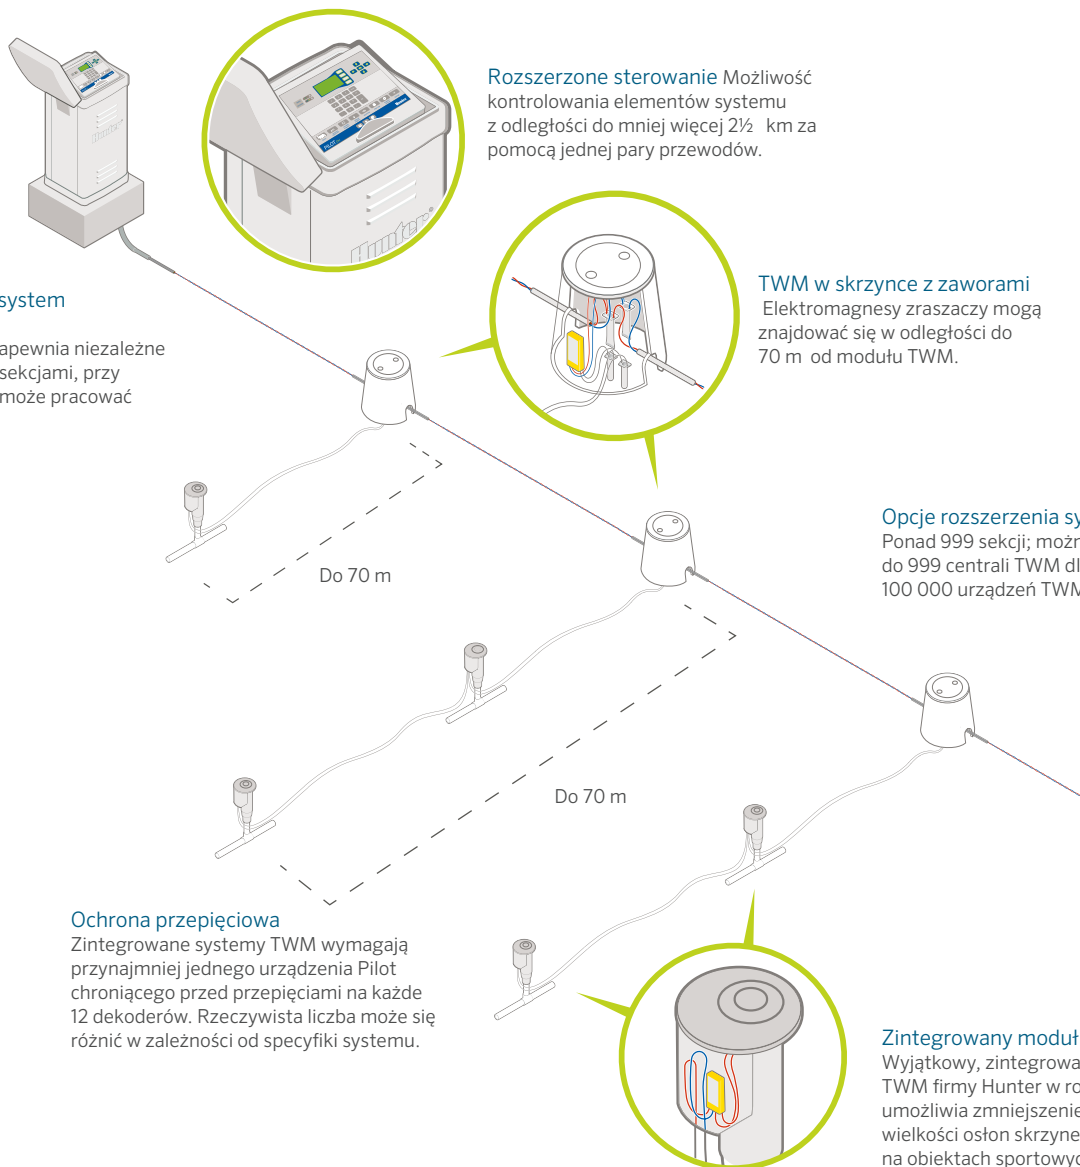 Rozszerzone sterowanie Możliwość
kontrolowania elementów systemu
z odległości do mniej więcej 2½ km za
pomocą jednej pary przewodów.
PILOT
Hunter
Hunter
Hunter
system
apewnia niezależne
sekcjami, przy
może pracować
TWM w skrzynce z zaworami
Elektromagnesy zraszaczy mogą
znajdować się w odległości do
70 m od modułu TWM.
Do 70 m
Opcje rozszerzenia sy
Ponad 999 sekcji; możn
do 999 centrali TWM dl
100 000 urządzeń TWM
Do 70 m
Ochrona przepięciowa
Zintegrowane systemy TWM wymagają
przynajmniej jednego urządzenia Pilot
chroniącego przed przepięciami na każde
12 dekoderów. Rzeczywista liczba może się
różnić w zależności od specyfiki systemu.
Zintegrowany moduł
Wyjątkowy, zintegrowa
TWM firmy Hunter w ro
umożliwia zmniejszenie
wielkości osłon skrzyne
na obiektach sportowyc